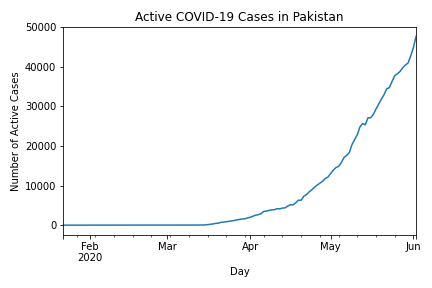 Active COVID-19 Cases in Pakistan
50000
40000
30000
20000
10000
0
Number of Active Cases
Feb
2020
Mar
Apr
May
Jun
Day